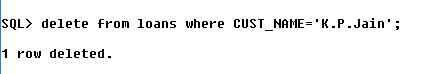 SQL> delete from loans where CUST_NAME='K.P.Jain';
1 row deleted.